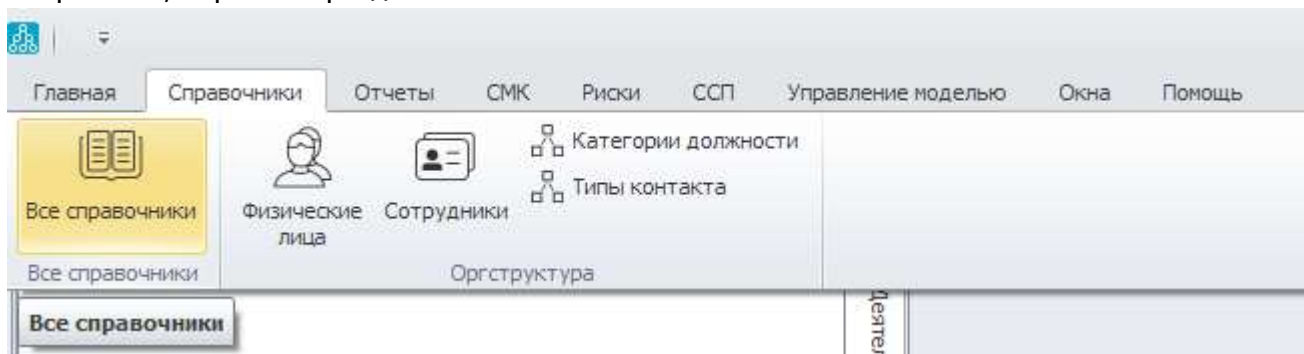 Главная Справочники Отчеты СМК Риски ССП Управление моделью Окна Помощь
Все справочники
Физические лица
Сотрудники
Категории должности
Типы контакта
Все справочники Оргструктура
Все справочники